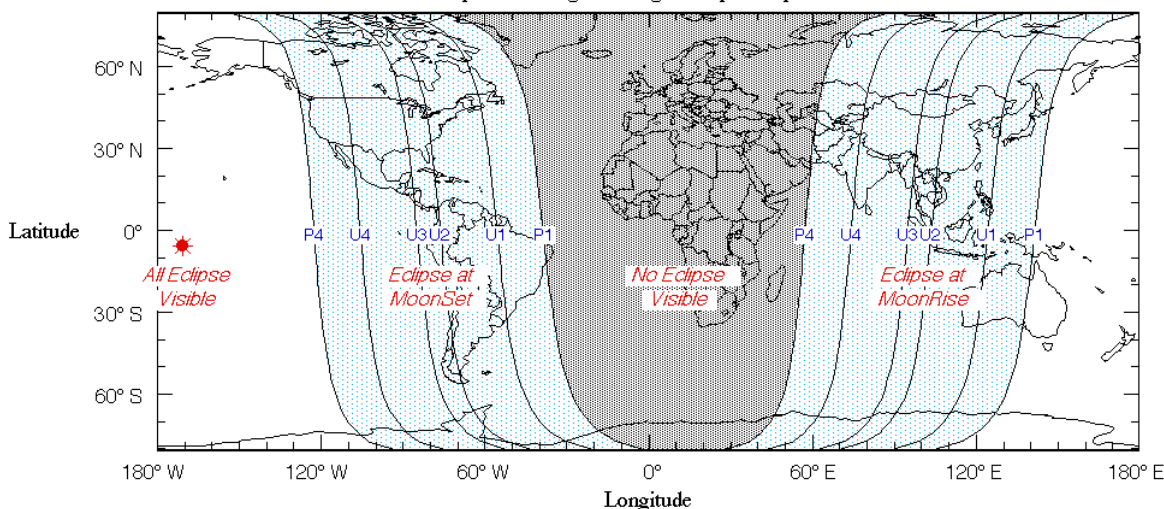 60° N
30° N
Latitude
0°
P4 U4 U3 U2 U1 P1 P4 U4 U3 U2 U1 P1
All Eclipse Visible
Eclipse at MoonSet
No Eclipse Visible
Eclipse at MoonRise
30° S
60° S
180° W 120° W 60° W 0° 60° E 120° E 180° E
Longitude